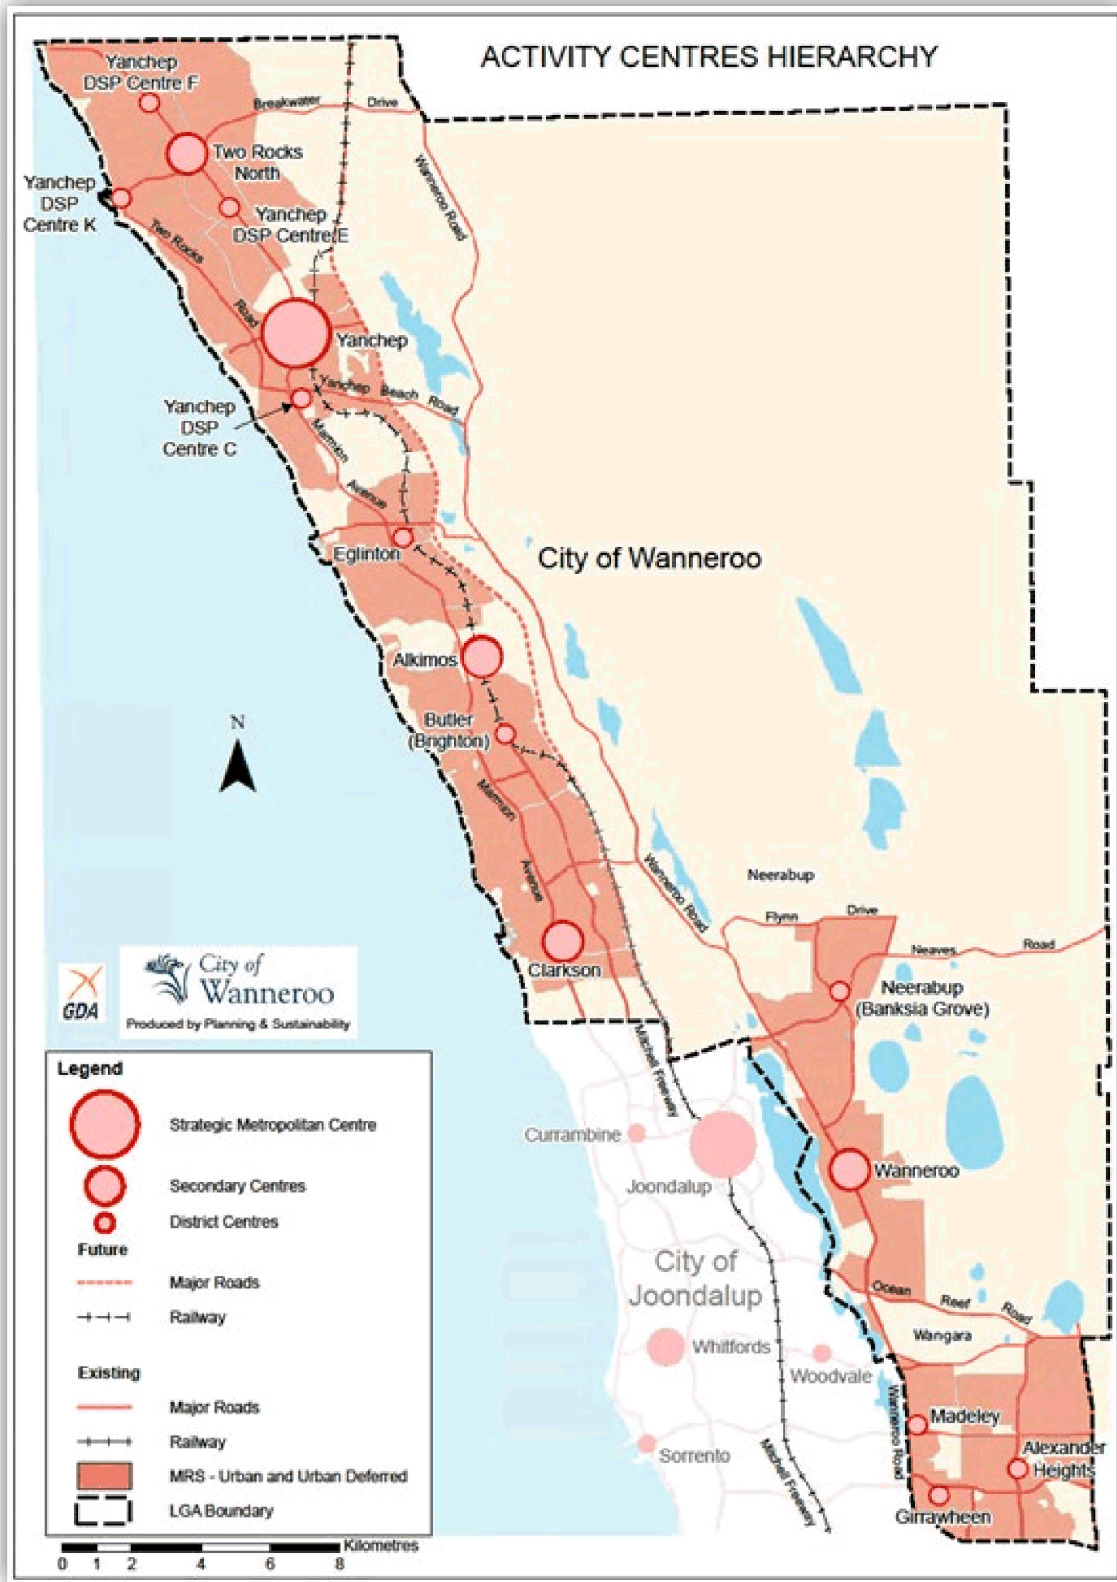 ACTIVITY CENTRES HIERARCHY
Yanchep
DSP Centre F
Breakwater Drive
Two Rocks
North
Wanneroo Road
Yanchep
DSP
Centre K
Yanchep
DSP Centre E
Two Rocks
Road
Yanchep
Yanchep Beach Road
Yanchep
DSP
Centre C
Marmion
Avenue
Eglinton
City of Wanneroo
Alkimos
N
Butler
(Brighton)
Marmion
Avenue
Wanneroo Road
Neerabup
Flynn Drive
Neaves Road
Clarkson
Neerabup
(Banksia Grove)
GDA
City of
Wanneroo
Produced by Planning & Sustainability
Mitchell Freeway
Currambine
Joondalup
Wanneroo
City of
Joondalup
Ocean Reef Road
Wangara
Whitfords
Woodvale
Wanneroo Road
Madeley
Alexander
Heights
Sorrento
Mitchell Freeway
Girrawheen
Legend
Strategic Metropolitan Centre
Secondary Centres
District Centres
Future
Major Roads
Railway
Existing
Major Roads
Railway
MRS - Urban and Urban Deferred
LGA Boundary
Kilometres
0 1 2 4 6 8